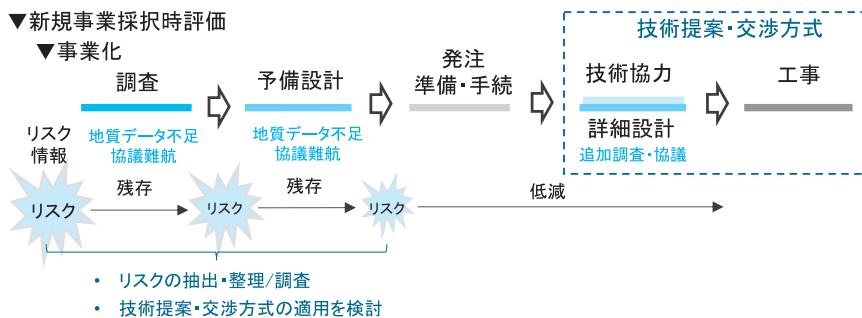 ▼新規事業採択時評価
▼事業化
技術提案・交渉方式
調査
予備設計
発注
準備・手続
技術協力
詳細設計
工事
リスク
情報
地質データ不足
協議難航
地質データ不足
協議難航
追加調査・協議
リスク
残存
リスク
残存
リスク
低減
• リスクの抽出・整理/調査
• 技術提案・交渉方式の適用を検討